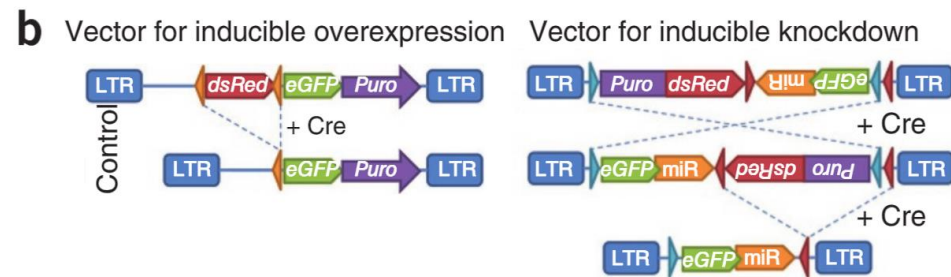 b Vector for inducible overexpression Vector for inducible knockdown
LTR dsRed eGFP Puro LTR
LTR Puro dsRed miR eGFP LTR
Control
+ Cre
+ Cre
LTR eGFP Puro LTR
LTR eGFP miR dsRed Puro LTR
+ Cre
LTR eGFP miR LTR